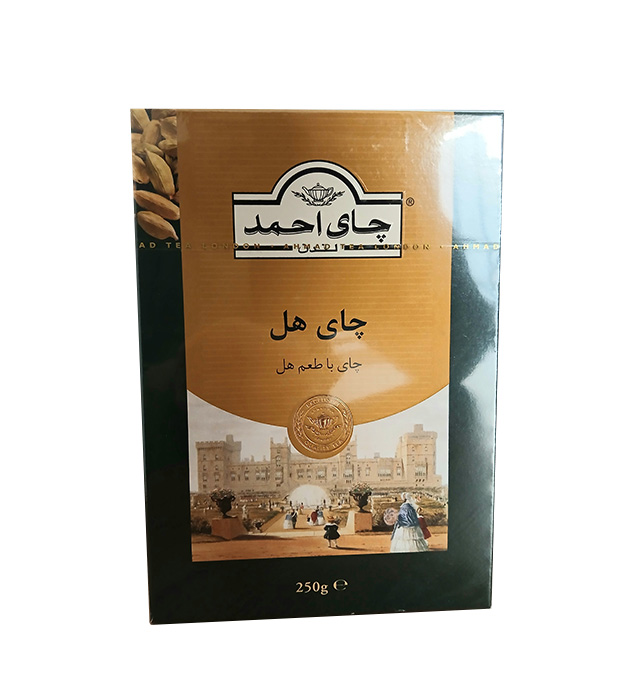 چای احمد
®
لندن
AD TEA LONDON • AHMAD TEA LONDON • AHMAD
چای هل
چای با طعم هل
250g ℮